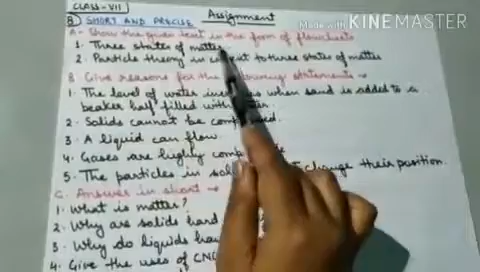 CLASS-VII
Made with KINEMASTER
Assignment
B. SHORT AND PRECISE
A- Show the given text in the form of flowcharts
1. Three states of matter
2. Particle theory in to three states of matter
B. Give reasons for the following statements
1. The level of water when sand is added to a
beaker half filled with water.
2. Solids cannot be
3. A liquid can flow.
4. Gases are highly
5. The particles in change their position.
C. Answer in short
1. What is matter?
2. Why are solids hard
3. Why do liquids
4. Give the uses of CNG